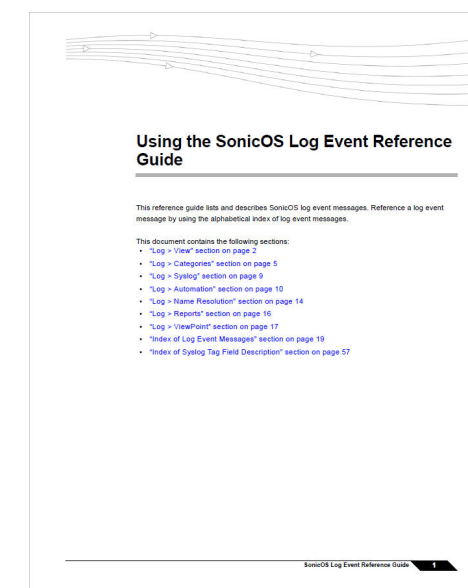 Using the SonicOS Log Event Reference
Guide
This reference guide lists and describes SonicOS log event messages. Reference a log event
message by using the alphabetical index of log event messages.
This document contains the following sections:
• "Log > View" section on page 2
• "Log > Categories" section on page 5
• "Log > Syslog" section on page 9
• "Log > Automation" section on page 10
• "Log > Name Resolution" section on page 14
• "Log > Reports" section on page 16
• "Log > ViewPoint" section on page 17
• "Index of Log Event Messages" section on page 19
• "Index of Syslog Tag Field Description" section on page 57
SonicOS Log Event Reference Guide 1